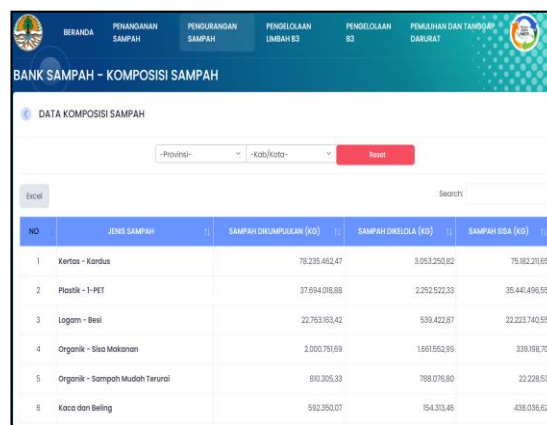 BERANDA PENANGANAN SAMPAH PENGURANGAN SAMPAH PENGELOLAAN LIMBAH B3 PENGELOLAAN B3 PEMULIHAN DAN TANGGAP DARURAT
BANK SAMPAH - KOMPOSISI SAMPAH
DATA KOMPOSISI SAMPAH
-Provinsi- -Kab/Kota- Reset
Excel Search:
NO JENIS SAMPAH SAMPAH DIKUMPULKAN (KG) SAMPAH DIKELOLA (KG) SAMPAH SISA (KG)
1 Kertas - Kardus 78.235.462,47 3.053.250,82 75.182.211,65
2 Plastik - 1-PET 37.694.018,88 2.252.522,33 35.441.496,55
3 Logam - Besi 22.763.163,42 539.422,87 22.223.740,55
4 Organik - Sisa Makanan 2.000.751,69 1.661.552,99 339.198,70
5 Organik - Sampah Mudah Terurai 810.305,33 788.076,80 22.228,53
6 Kaca dan Beling 592.350,07 154.313,46 438.036,62